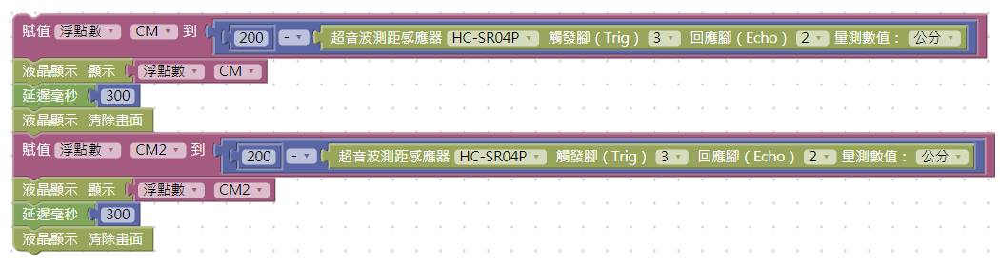 賦值 浮點數 CM 到 200 - 超音波測距感應器 HC-SR04P 觸發腳（Trig） 3 回應腳（Echo） 2 量測數值： 公分
液晶顯示 顯示 浮點數 CM
延遲毫秒 300
液晶顯示 清除畫面
賦值 浮點數 CM2 到 200 - 超音波測距感應器 HC-SR04P 觸發腳（Trig） 3 回應腳（Echo） 2 量測數值： 公分
液晶顯示 顯示 浮點數 CM2
延遲毫秒 300
液晶顯示 清除畫面